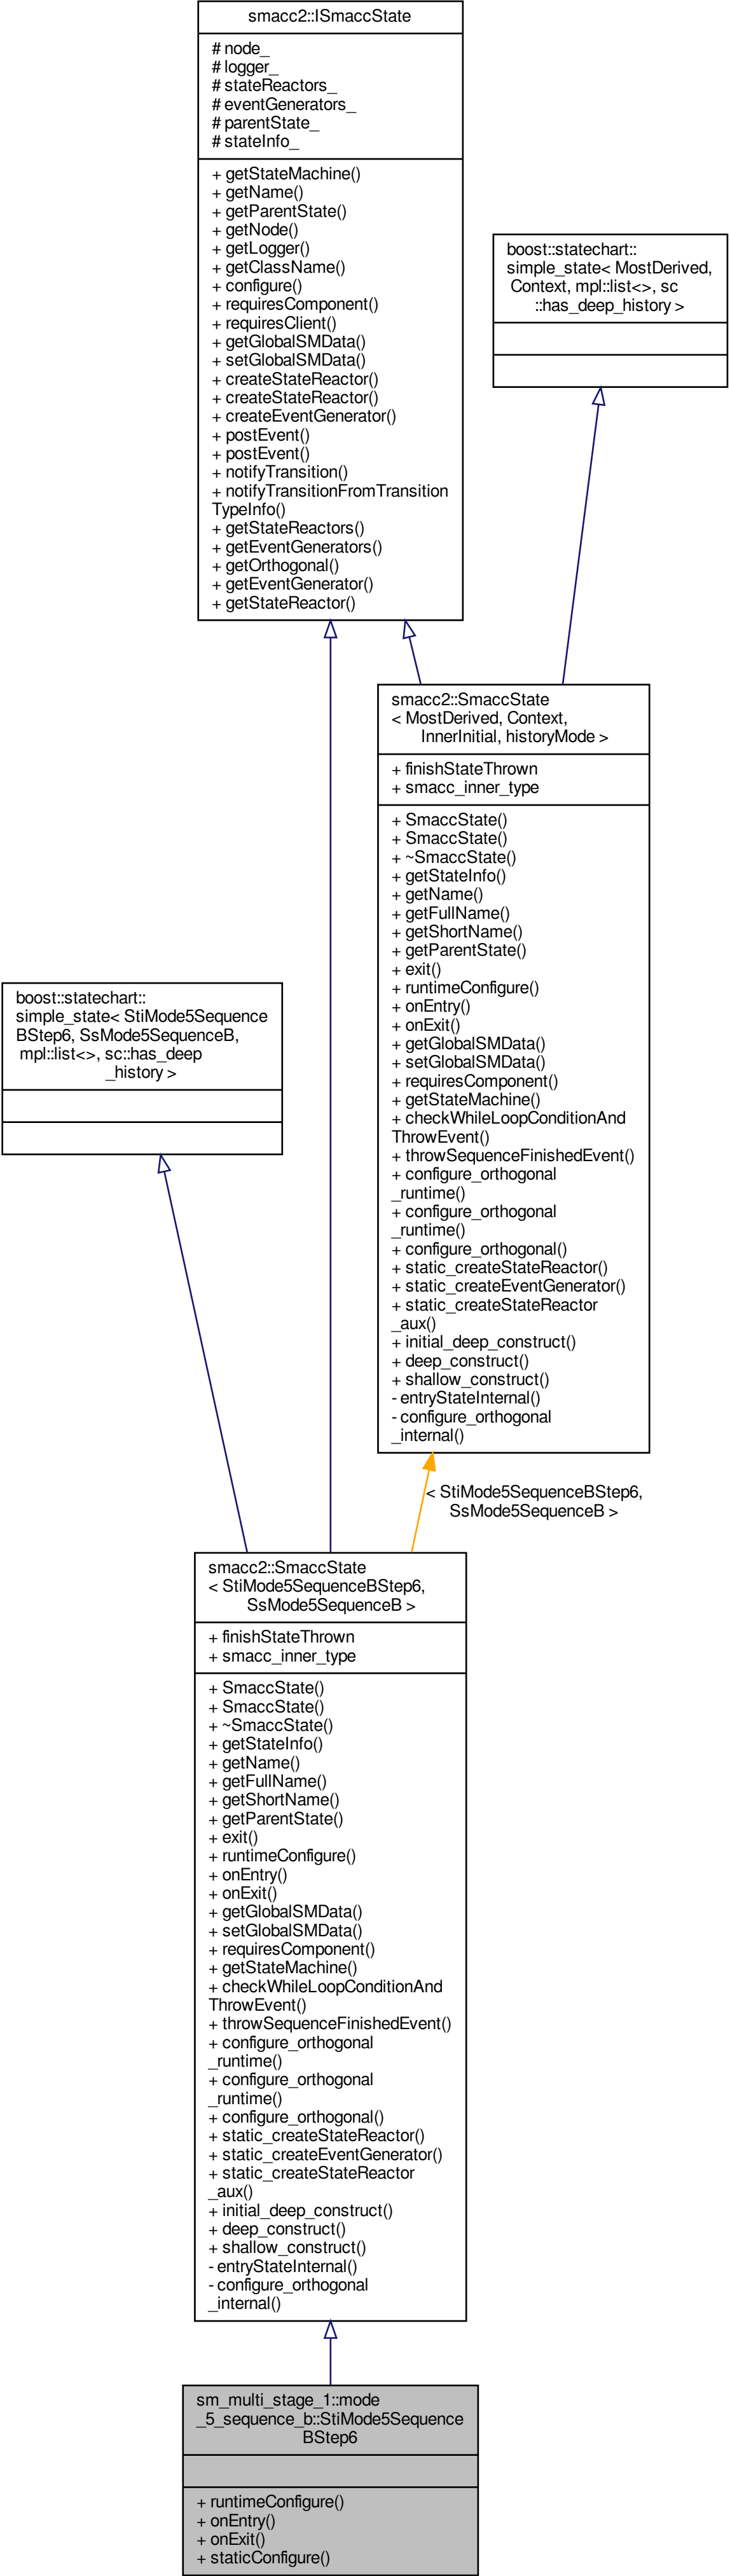 smacc2::ISmaccState
# node_
# logger_
# stateReactors_
# eventGenerators_
# parentState_
# stateInfo_
+ getStateMachine()
+ getName()
+ getParentState()
+ getNode()
+ getLogger()
+ getClassName()
+ configure()
+ requiresComponent()
+ requiresClient()
+ getGlobalSMData()
+ setGlobalSMData()
+ createStateReactor()
+ createStateReactor()
+ createEventGenerator()
+ postEvent()
+ postEvent()
+ notifyTransition()
+ notifyTransitionFromTransition
TypeInfo()
+ getStateReactors()
+ getEventGenerators()
+ getOrthogonal()
+ getEventGenerator()
+ getStateReactor()
boost::statechart::
simple_state< MostDerived,
Context, mpl::list<>, sc
::has_deep_history >
smacc2::SmaccState
< MostDerived, Context,
InnerInitial, historyMode >
+ finishStateThrown
+ smacc_inner_type
+ SmaccState()
+ SmaccState()
+ ~SmaccState()
+ getStateInfo()
+ getName()
+ getFullName()
+ getShortName()
+ getParentState()
+ exit()
+ runtimeConfigure()
+ onEntry()
+ onExit()
+ getGlobalSMData()
+ setGlobalSMData()
+ requiresComponent()
+ getStateMachine()
+ checkWhileLoopConditionAnd
ThrowEvent()
+ throwSequenceFinishedEvent()
+ configure_orthogonal
_runtime()
+ configure_orthogonal
_runtime()
+ configure_orthogonal()
+ static_createStateReactor()
+ static_createEventGenerator()
+ static_createStateReactor
_aux()
+ initial_deep_construct()
+ deep_construct()
+ shallow_construct()
- entryStateInternal()
- configure_orthogonal
_internal()
boost::statechart::
simple_state< StiMode5Sequence
BStep6, SsMode5SequenceB,
mpl::list<>, sc::has_deep
_history >
< StiMode5SequenceBStep6,
SsMode5SequenceB >
smacc2::SmaccState
< StiMode5SequenceBStep6,
SsMode5SequenceB >
+ finishStateThrown
+ smacc_inner_type
+ SmaccState()
+ SmaccState()
+ ~SmaccState()
+ getStateInfo()
+ getName()
+ getFullName()
+ getShortName()
+ getParentState()
+ exit()
+ runtimeConfigure()
+ onEntry()
+ onExit()
+ getGlobalSMData()
+ setGlobalSMData()
+ requiresComponent()
+ getStateMachine()
+ checkWhileLoopConditionAnd
ThrowEvent()
+ throwSequenceFinishedEvent()
+ configure_orthogonal
_runtime()
+ configure_orthogonal
_runtime()
+ configure_orthogonal()
+ static_createStateReactor()
+ static_createEventGenerator()
+ static_createStateReactor
_aux()
+ initial_deep_construct()
+ deep_construct()
+ shallow_construct()
- entryStateInternal()
- configure_orthogonal
_internal()
sm_multi_stage_1::mode
_5_sequence_b::StiMode5Sequence
BStep6
+ runtimeConfigure()
+ onEntry()
+ onExit()
+ staticConfigure()